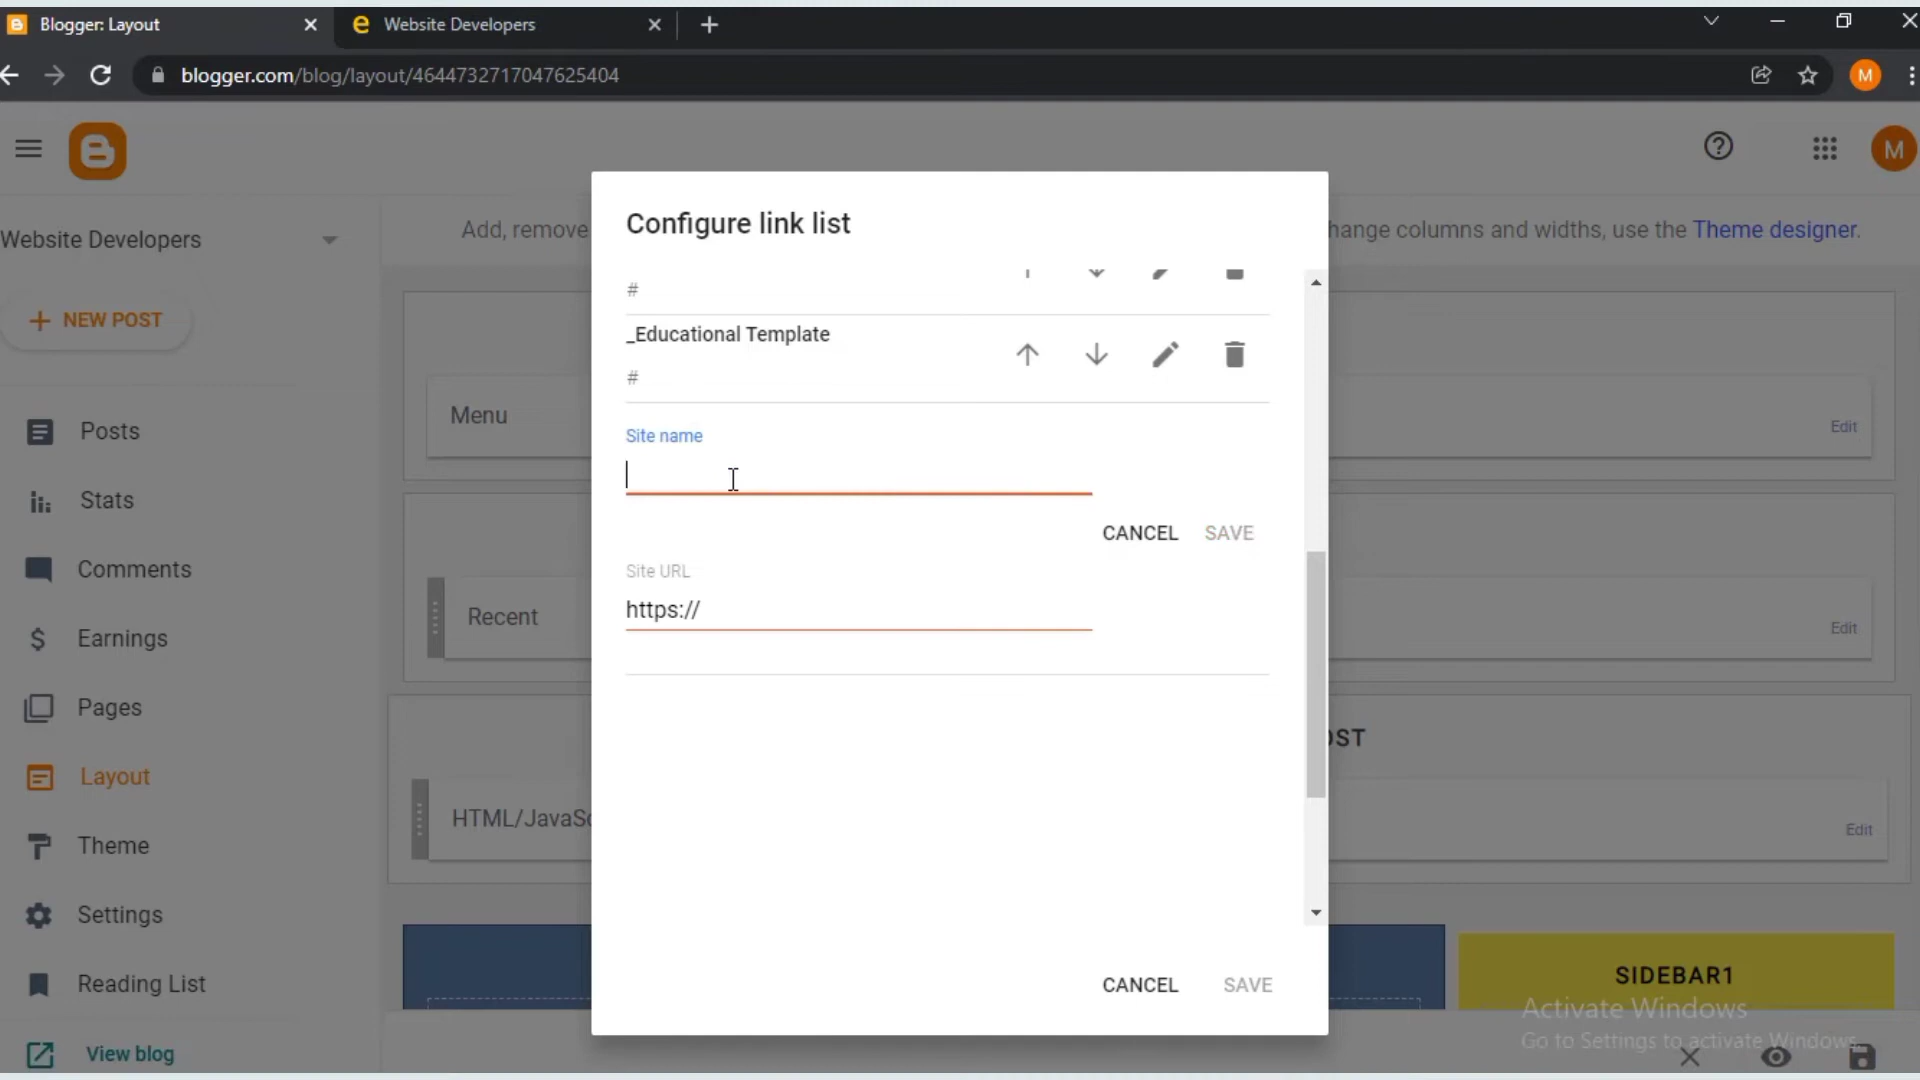 Blogger: Layout
Website Developers
blogger.com/blog/layout/4644732717047625404
M
M
Website Developers
Add, remove
hange columns and widths, use the Theme designer.
NEW POST
Posts
Stats
Comments
Earnings
Pages
Layout
Theme
Settings
Reading List
View blog
Menu
Edit
Recent
Edit
OST
HTML/JavaSc
Edit
SIDEBAR1
Configure link list
#
_Educational Template
#
Site name
CANCEL SAVE
Site URL
https://
CANCEL SAVE
Activate Windows
Go to Settings to activate Windows.